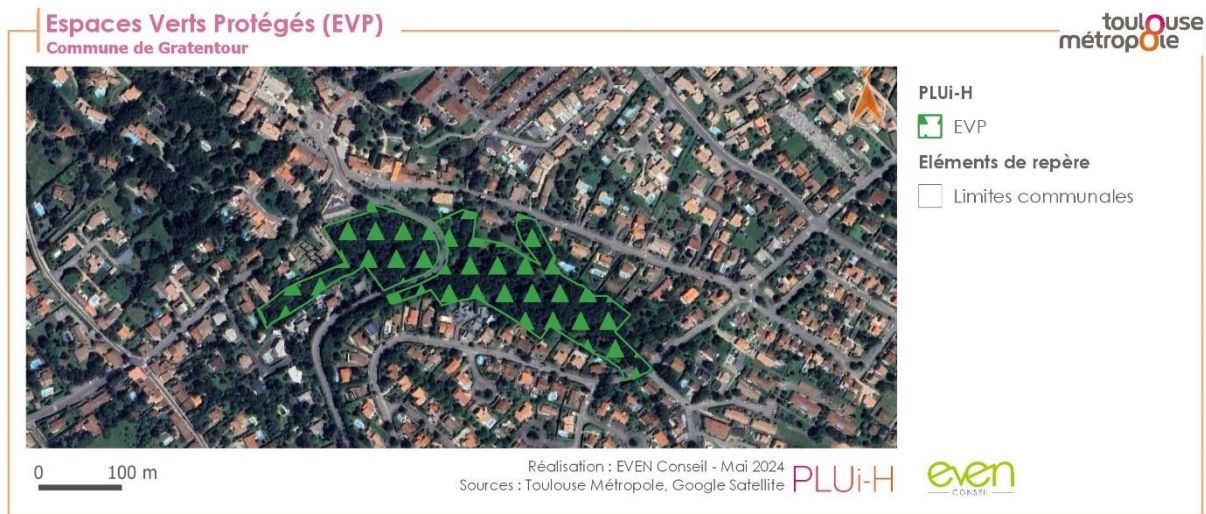 Espaces Verts Protégés (EVP)
Commune de Gratentour
toulouse
métropole
PLUi-H
EVP
Eléments de repère
Limites communales
0 100 m
Réalisation : EVEN Conseil - Mai 2024
Sources : Toulouse Métropole, Google Satellite
PLUi-H
even
CONSEIL